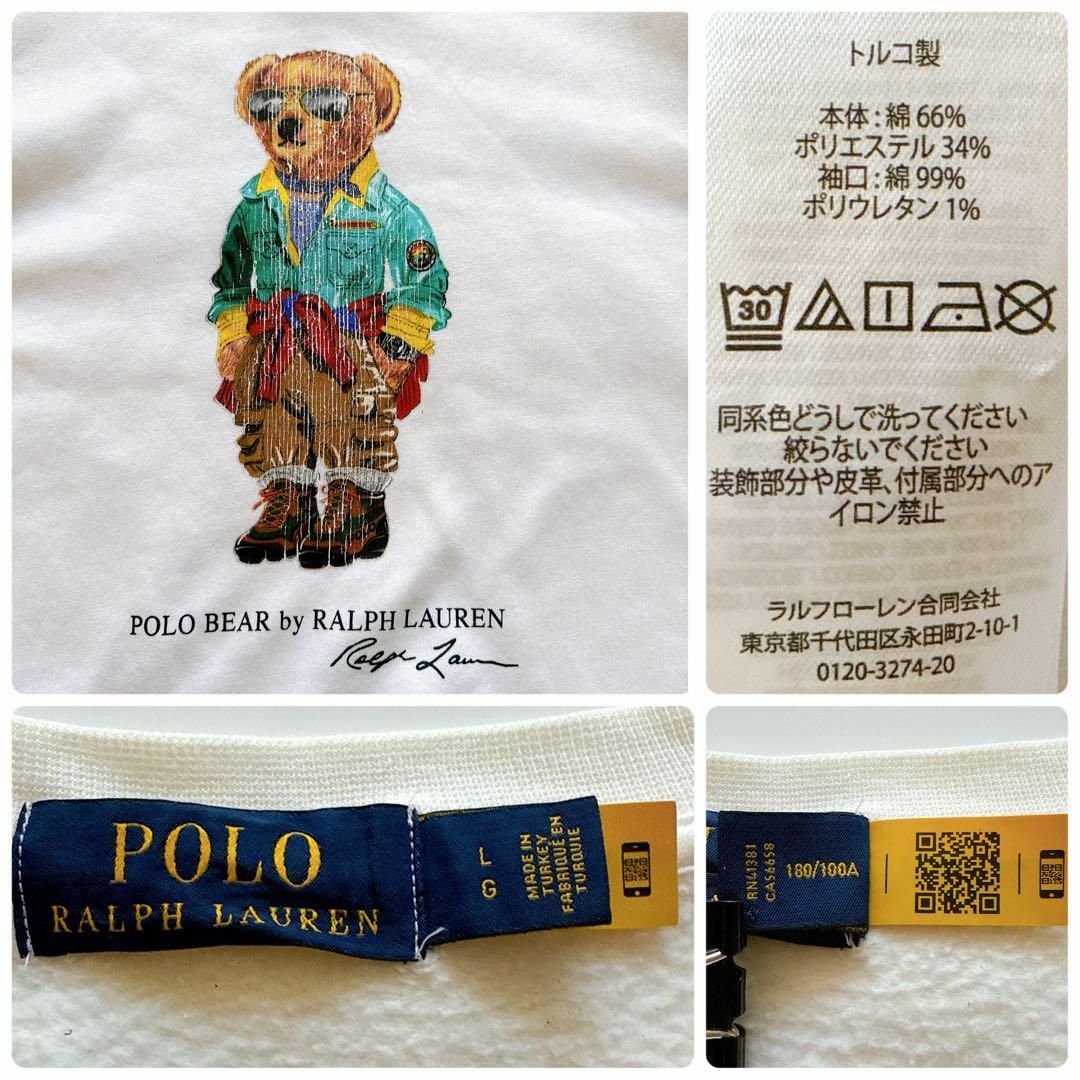 POLO
POLO BEAR by RALPH LAUREN
Ralph Lauren
トルコ製
本体 : 綿 66%
ポリエステル 34%
袖口 : 綿 99%
ポリウレタン 1%
30
同系色どうしで洗ってください
絞らないでください
装飾部分や皮革、付属部分へのア
イロン禁止
ラルフローレン合同会社
東京都千代田区永田町2-10-1
0120-3274-20
POLO
RALPH LAUREN
L
G
MADE IN
TURKEY
FABRIQUÉ EN
TURQUIE
RN41381
CA56658
180/100A